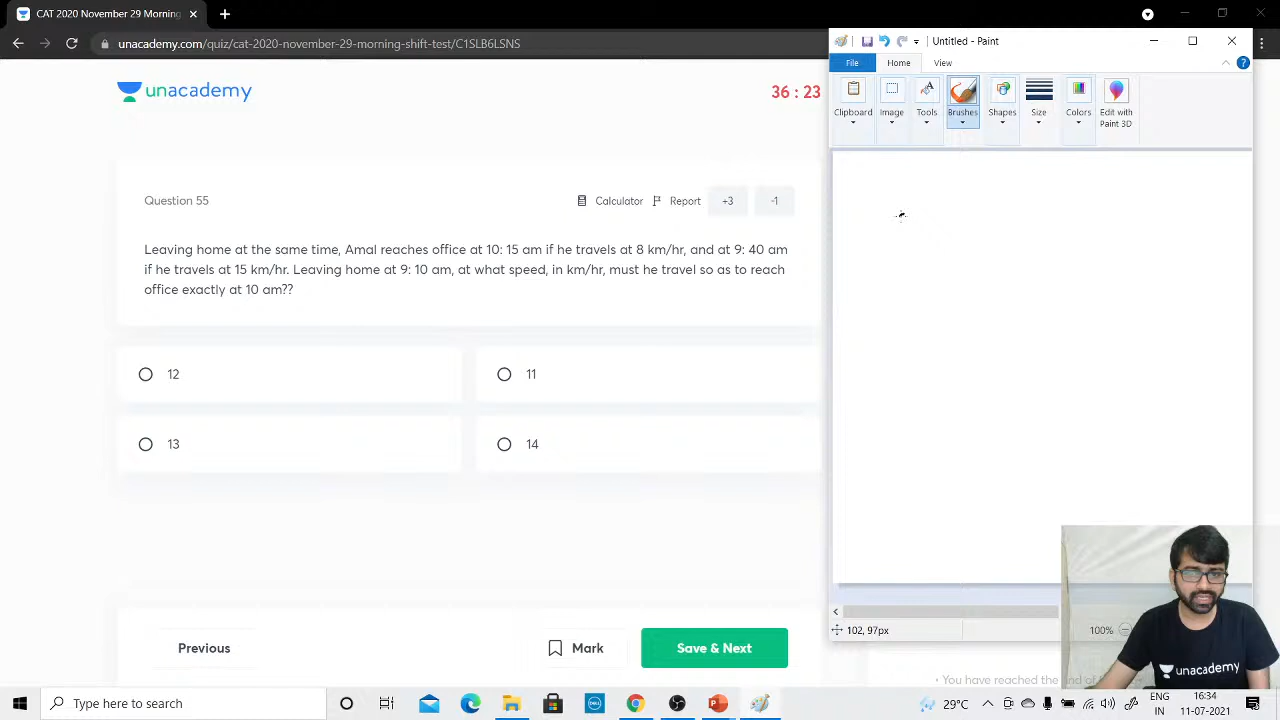 CAT 2020 November 29 Morning
unacademy.com/quiz/cat-2020-november-29-morning-shift-test/C1SLB6LSNS
Untitled - Paint
File
Home
View
Clipboard
Image
Tools
Brushes
Shapes
Size
Colors
Edit with
Paint 3D
unacademy
36 : 23
Question 55
Calculator
Report
+3
-1
Leaving home at the same time, Amal reaches office at 10: 15 am if he travels at 8 km/hr, and at 9: 40 am
if he travels at 15 km/hr. Leaving home at 9: 10 am, at what speed, in km/hr, must he travel so as to reach
office exactly at 10 am??
12
11
13
14
Previous
Mark
Save & Next
102, 97px
100%
unacademy
• You have reached the end of
Type here to search
29°C
ENG
IN
16:34
11-07-2021